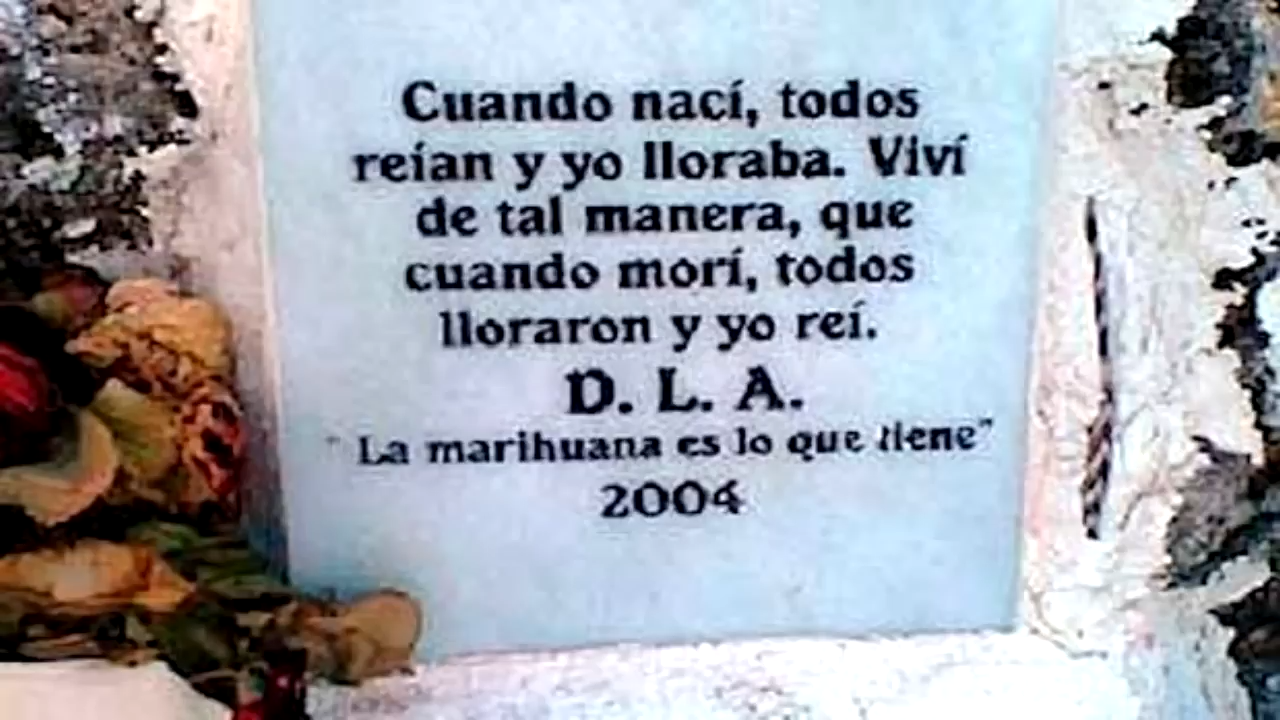 Cuando nací, todos
reían y yo lloraba. Viví
de tal manera, que
cuando morí, todos
lloraron y yo reí.
D. L. A.
" La marihuana es lo que tiene"
2004